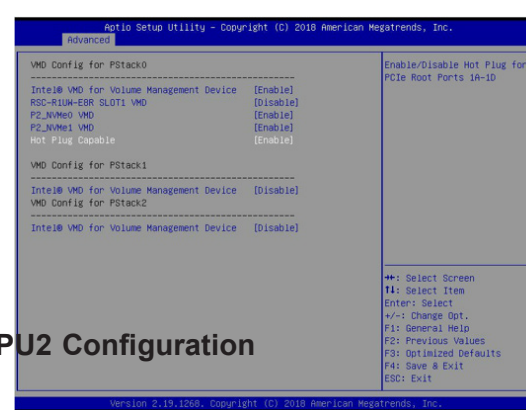 Aptio Setup Utility – Copyright (C) 2018 American Megatrends, Inc.
Advanced
VMD Config for PStack0
Intel® VMD for Volume Management Device [Enable]
RSC-R1UW-E8R SLOT1 VMD [Disable]
P2_NVMe0 VMD [Enable]
P2_NVMe1 VMD [Enable]
Hot Plug Capable [Enable]
VMD Config for PStack1
Intel® VMD for Volume Management Device [Disable]
VMD Config for PStack2
Intel® VMD for Volume Management Device [Disable]
Enable/Disable Hot Plug for
PCIe Root Ports 1A-1D
→←: Select Screen
↑↓: Select Item
Enter: Select
+/-: Change Opt.
F1: General Help
F2: Previous Values
F3: Optimized Defaults
F4: Save & Exit
ESC: Exit
PU2 Configuration
Version 2.19.1268. Copyright (C) 2018 American Megatrends, Inc.